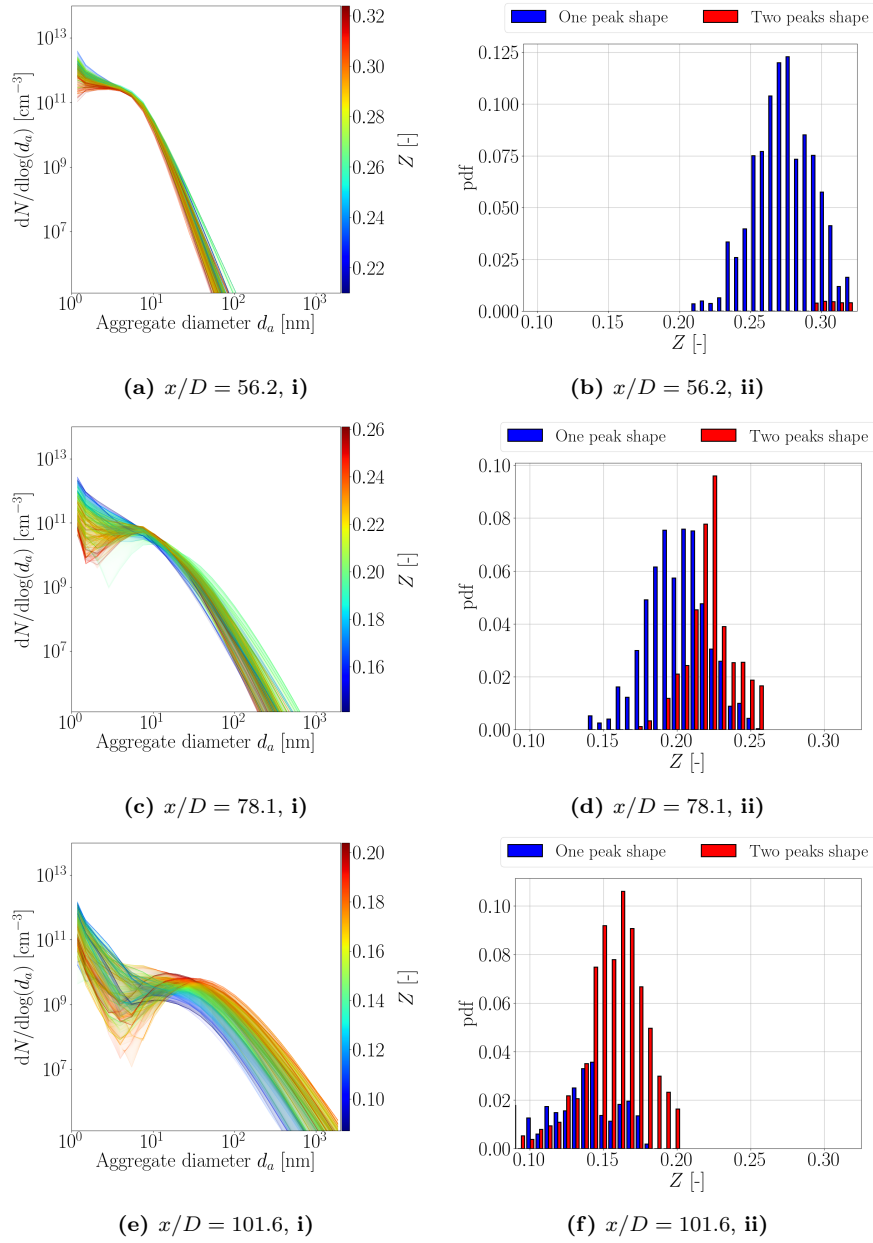 10^13
10^11
10^9
10^7
dN/dlog(d_a) [cm^−3]
10^0 10^1 10^2 10^3
Aggregate diameter d_a [nm]
0.32
0.30
0.28
0.26
0.24
0.22
Z [-]
One peak shape Two peaks shape
0.125
0.100
0.075
0.050
0.025
0.000
pdf
0.10 0.15 0.20 0.25 0.30
Z [-]
(a) x/D = 56.2, i)
(b) x/D = 56.2, ii)
10^13
10^11
10^9
10^7
dN/dlog(d_a) [cm^−3]
10^0 10^1 10^2 10^3
Aggregate diameter d_a [nm]
0.26
0.24
0.22
0.20
0.18
0.16
Z [-]
One peak shape Two peaks shape
0.10
0.08
0.06
0.04
0.02
0.00
pdf
0.10 0.15 0.20 0.25 0.30
Z [-]
(c) x/D = 78.1, i)
(d) x/D = 78.1, ii)
10^13
10^11
10^9
10^7
dN/dlog(d_a) [cm^−3]
10^0 10^1 10^2 10^3
Aggregate diameter d_a [nm]
0.20
0.18
0.16
0.14
0.12
0.10
Z [-]
One peak shape Two peaks shape
0.10
0.08
0.06
0.04
0.02
0.00
pdf
0.10 0.15 0.20 0.25 0.30
Z [-]
(e) x/D = 101.6, i)
(f) x/D = 101.6, ii)